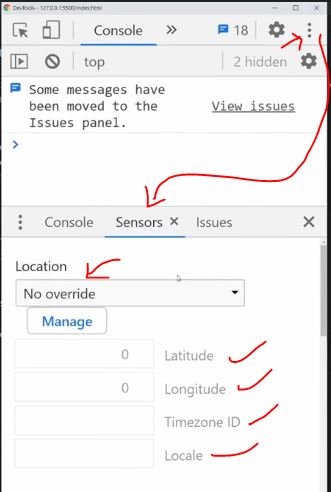 DevTools - 127.0.0.1:5500/index.html
Console » 18
top 2 hidden
Some messages have
been moved to the
Issues panel.
View issues
Console Sensors × Issues ×
Location
No override
Manage
0 Latitude
0 Longitude
Timezone ID
Locale